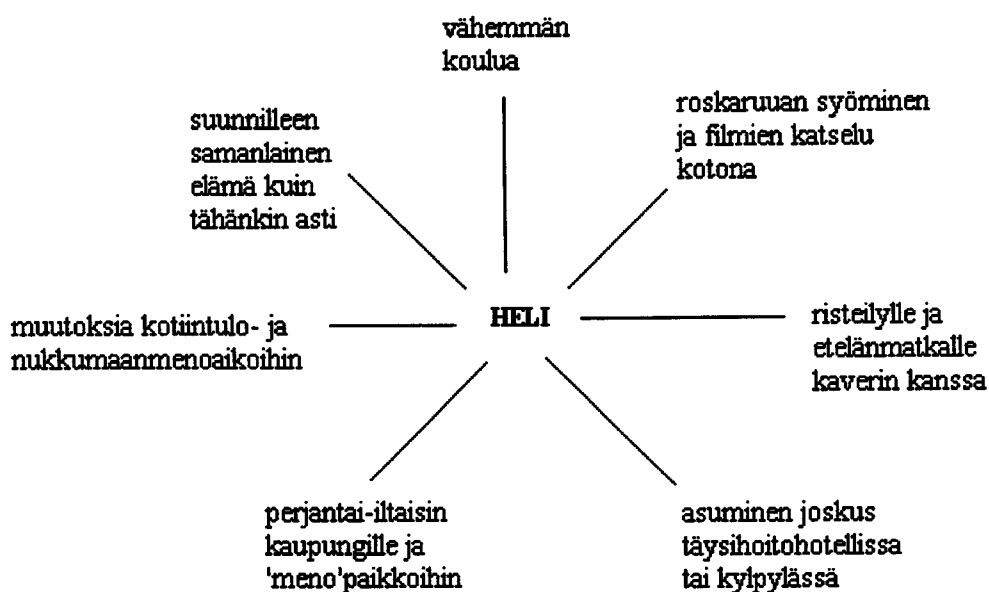 vähemmän
koulua
roskaruuan syöminen
ja filmien katselu
kotona
suunnilleen
samanlainen
elämä kuin
tähänkin asti
HELI
muutoksia kotiintulo- ja
nukkumaanmenoaikoihin
risteilylle ja
etelänmatkalle
kaverin kanssa
perjantai-iltaisin
kaupungille ja
'meno'paikkoihin
asuminen joskus
täysihoitohotellissa
tai kylpylässä